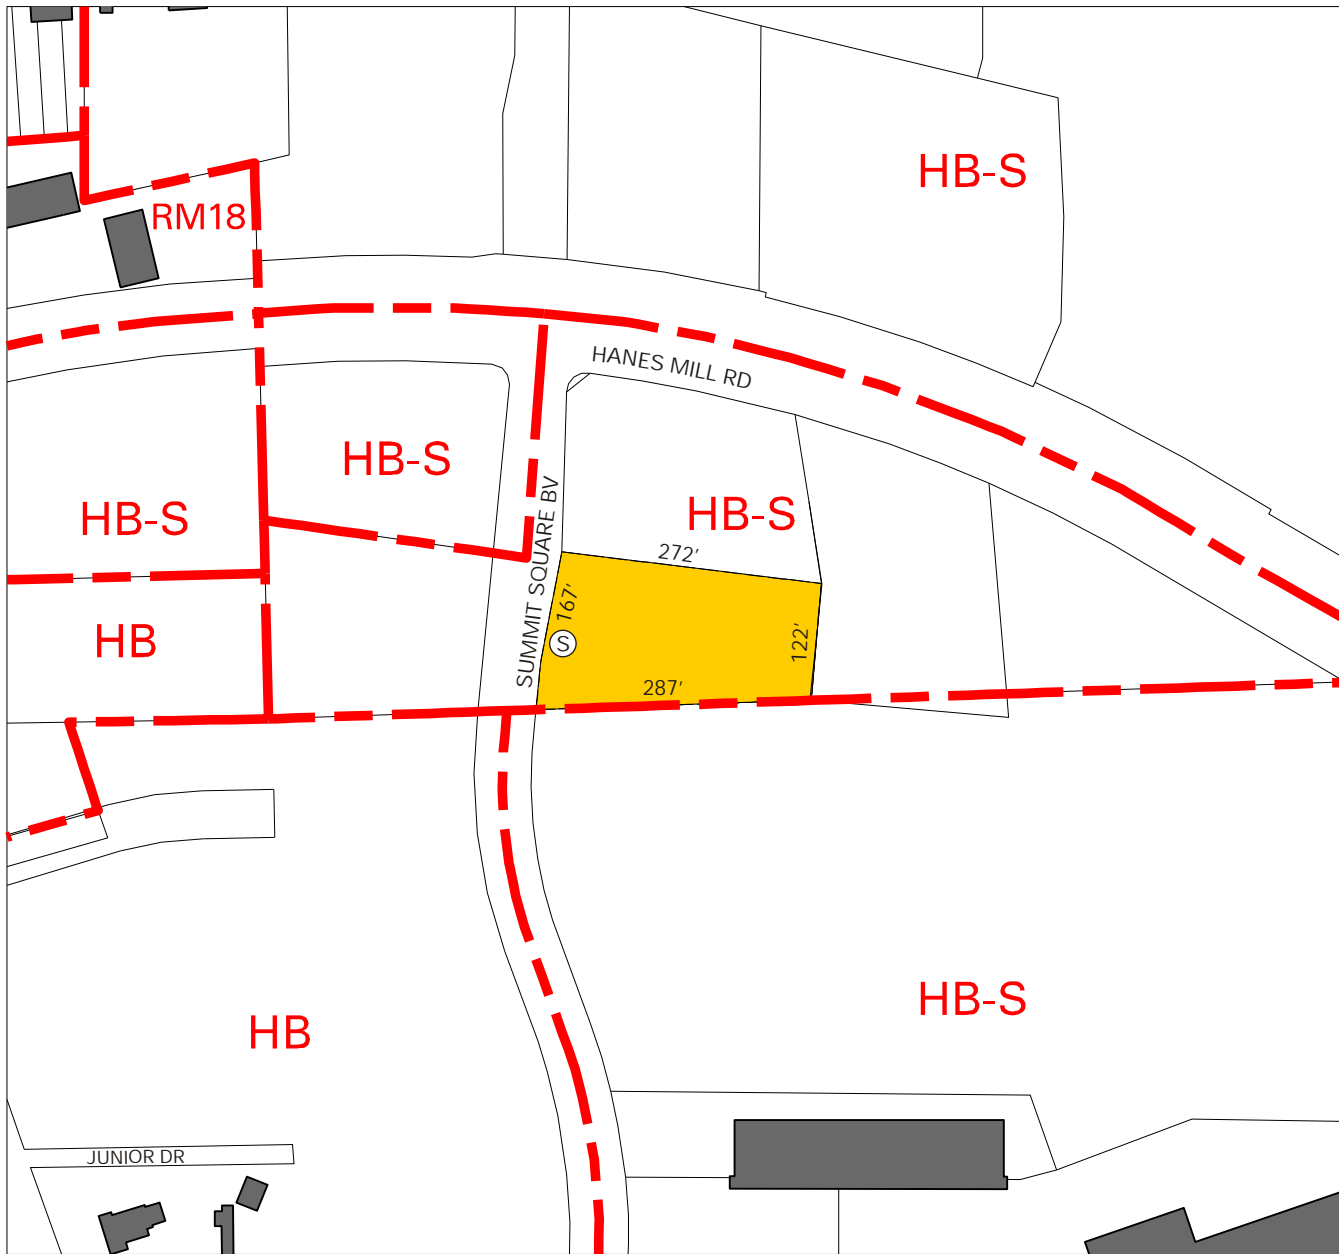 HB-S
RM18
HANES MILL RD
HB-S
HB-S
HB-S
SUMMIT SQUARE BV
272'
167'
122'
S
HB
287'
HB-S
HB
JUNIOR DR